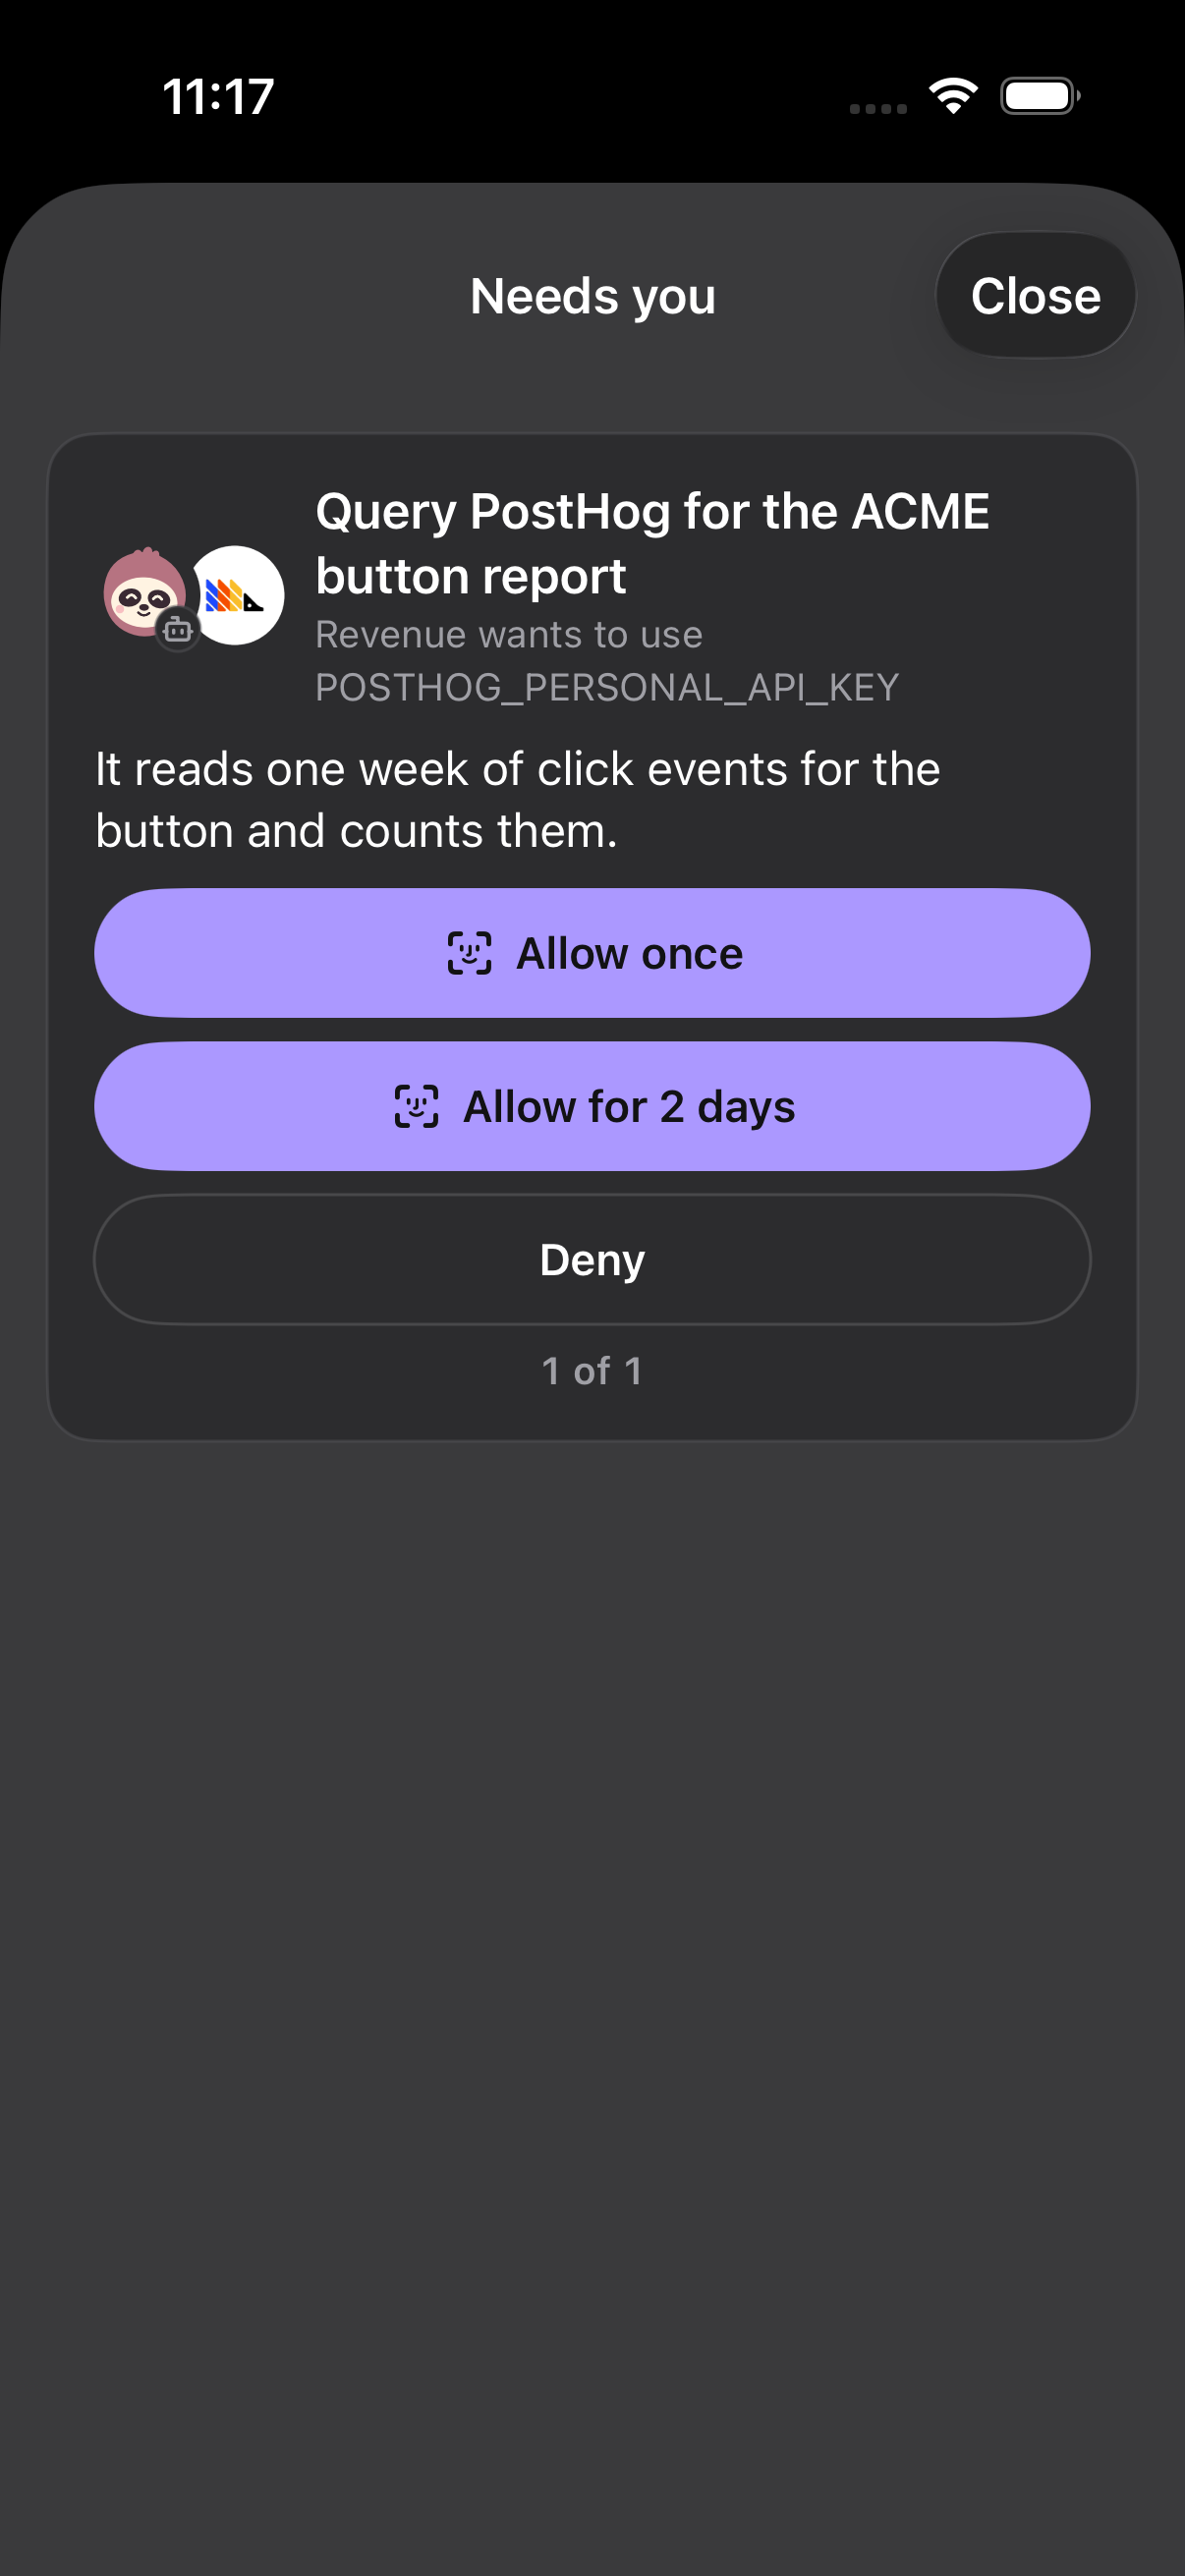 11:17
Needs you
Close
Query PostHog for the ACME
button report
Revenue wants to use
POSTHOG_PERSONAL_API_KEY
It reads one week of click events for the
button and counts them.
Allow once
Allow for 2 days
Deny
1 of 1